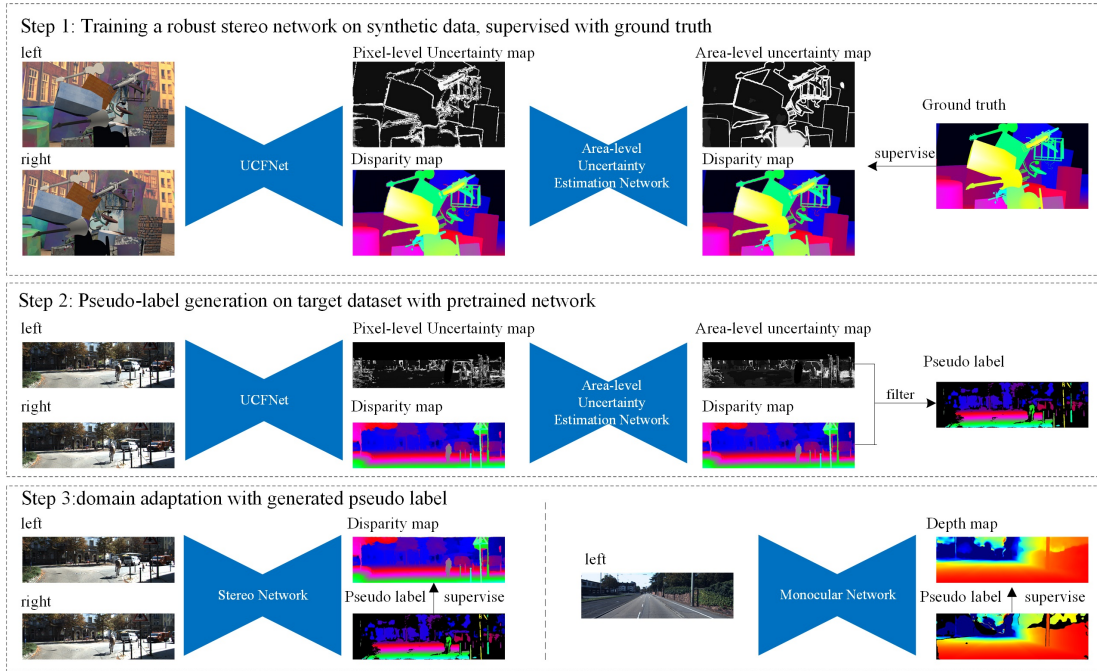 Step 1: Training a robust stereo network on synthetic data, supervised with ground truth
left
Pixel-level Uncertainty map
Area-level uncertainty map
right
UCFNet
Disparity map
Area-level
Uncertainty
Estimation Network
Disparity map
Ground truth
supervise
Step 2: Pseudo-label generation on target dataset with pretrained network
left
Pixel-level Uncertainty map
Area-level uncertainty map
right
UCFNet
Disparity map
Area-level
Uncertainty
Estimation Network
Disparity map
Pseudo label
filter
Step 3:domain adaptation with generated pseudo label
left
Disparity map
right
Stereo Network
Pseudo label
supervise
left
Monocular Network
Depth map
Pseudo label
supervise